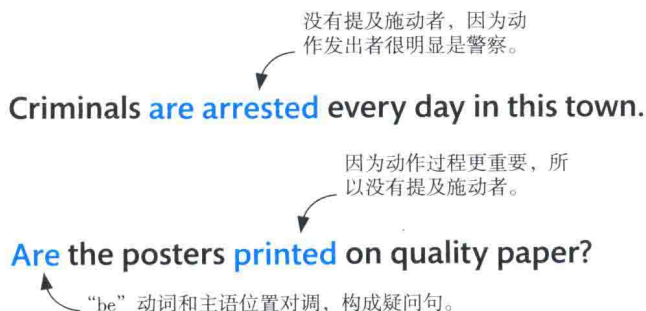 没有提及施动者，因为动
作发出者很明显是警察。
Criminals are arrested every day in this town.
因为动作过程更重要，所
以没有提及施动者。
Are the posters printed on quality paper?
“be”动词和主语位置对调，构成疑问句。